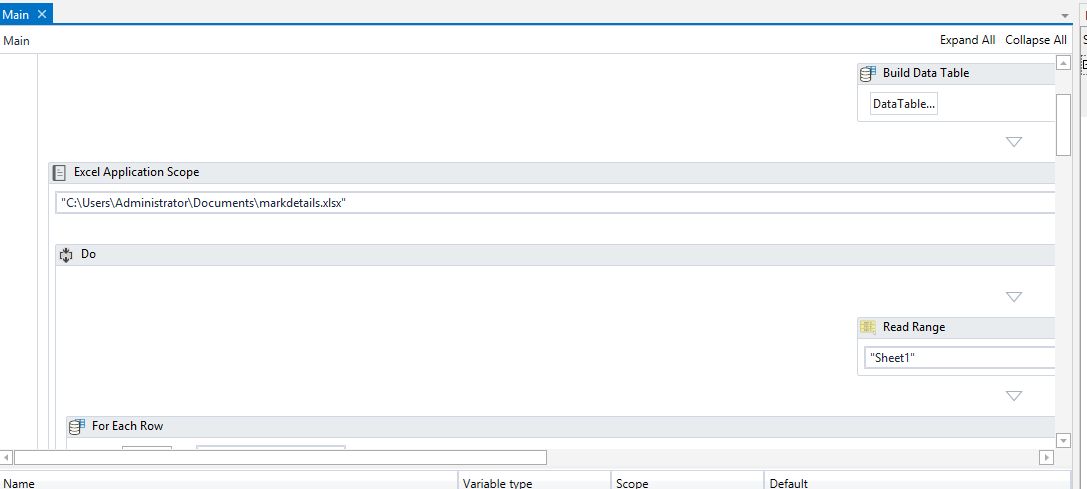 Main
Main
Expand All Collapse All
Build Data Table
DataTable...
Excel Application Scope
"C:\Users\Administrator\Documents\markdetails.xlsx"
Do
Read Range
"Sheet1"
For Each Row
Name Variable type Scope Default